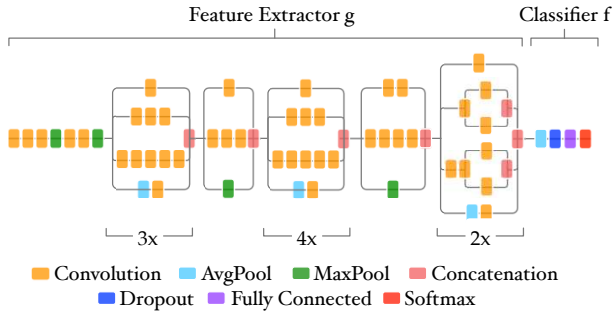 Feature Extractor g Classifier f
3x 4x 2x
Convolution AvgPool MaxPool Concatenation
Dropout Fully Connected Softmax